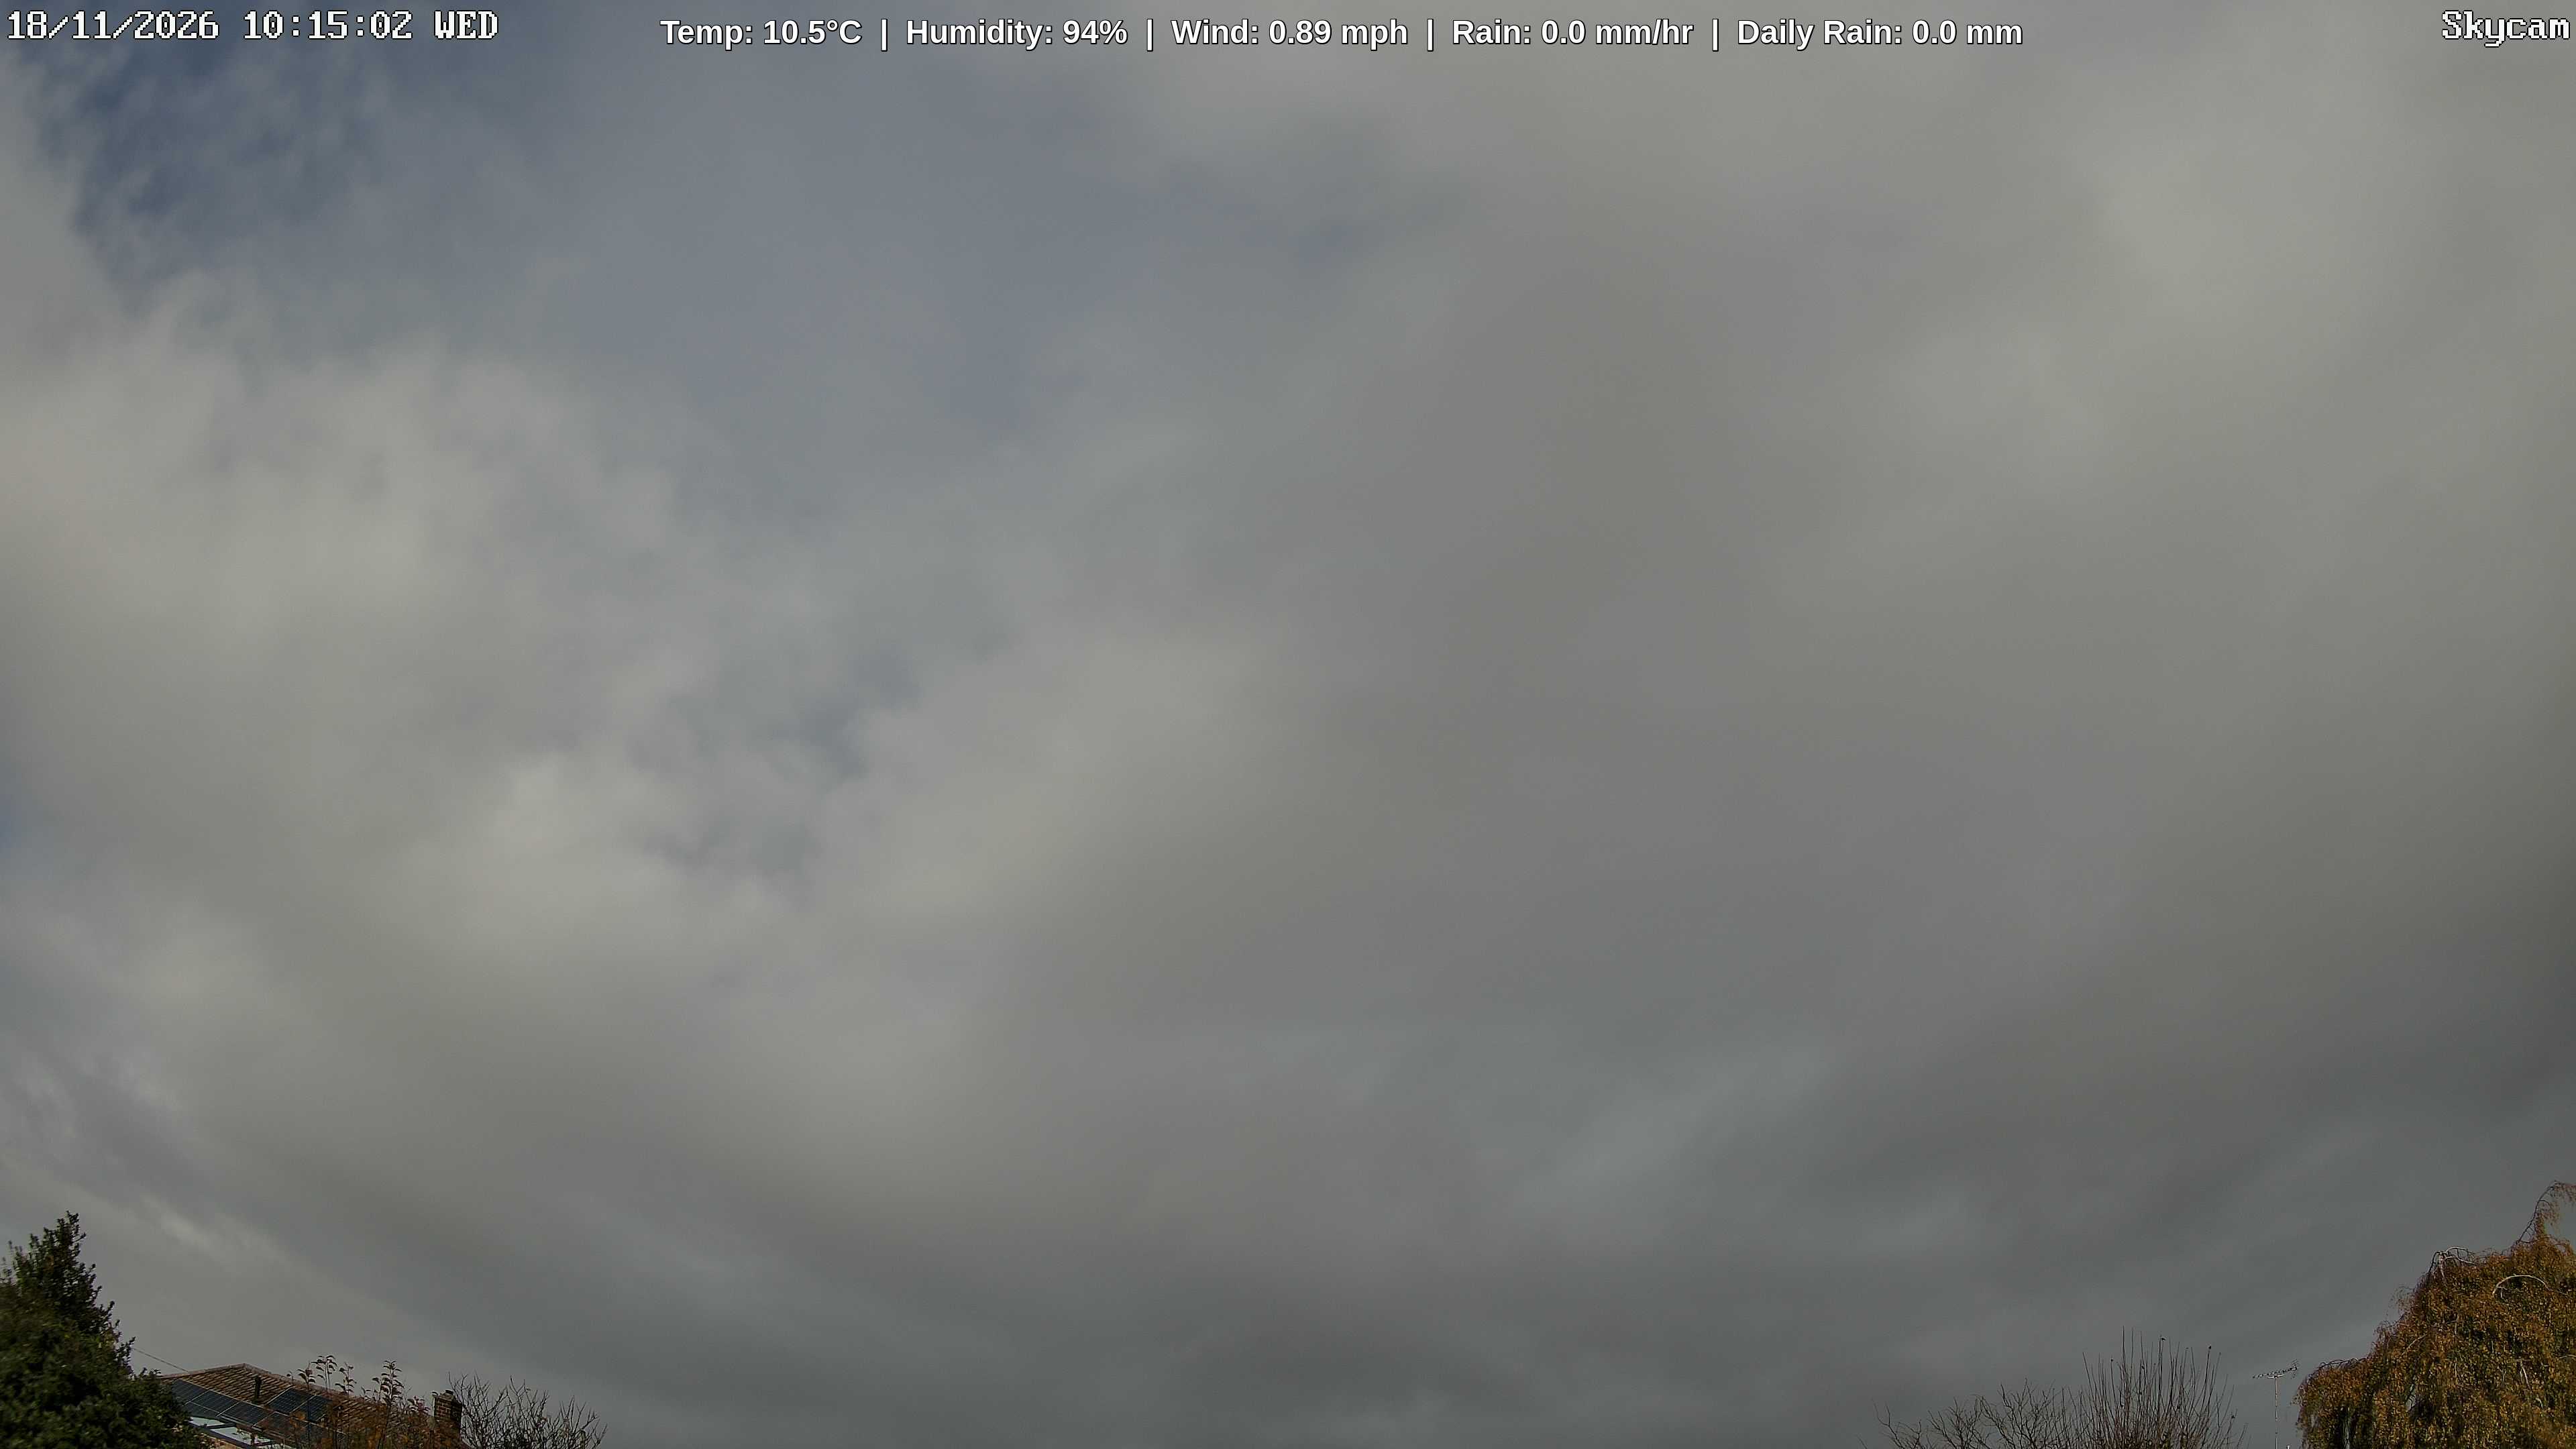 18/11/2026 10:15:02 WED
Temp: 10.5°C | Humidity: 94% | Wind: 0.89 mph | Rain: 0.0 mm/hr | Daily Rain: 0.0 mm
Skycam